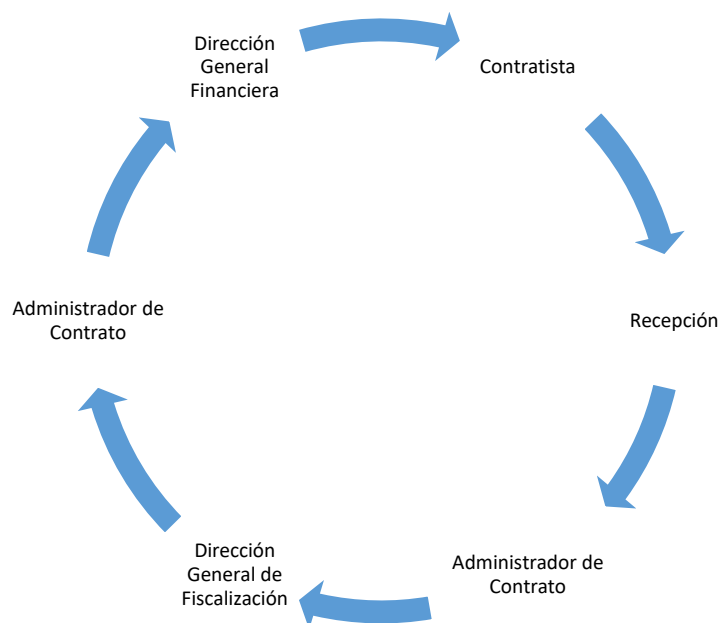 Dirección
General
Financiera
Contratista
Recepción
Administrador de
Contrato
Dirección
General de
Fiscalización
Administrador de
Contrato